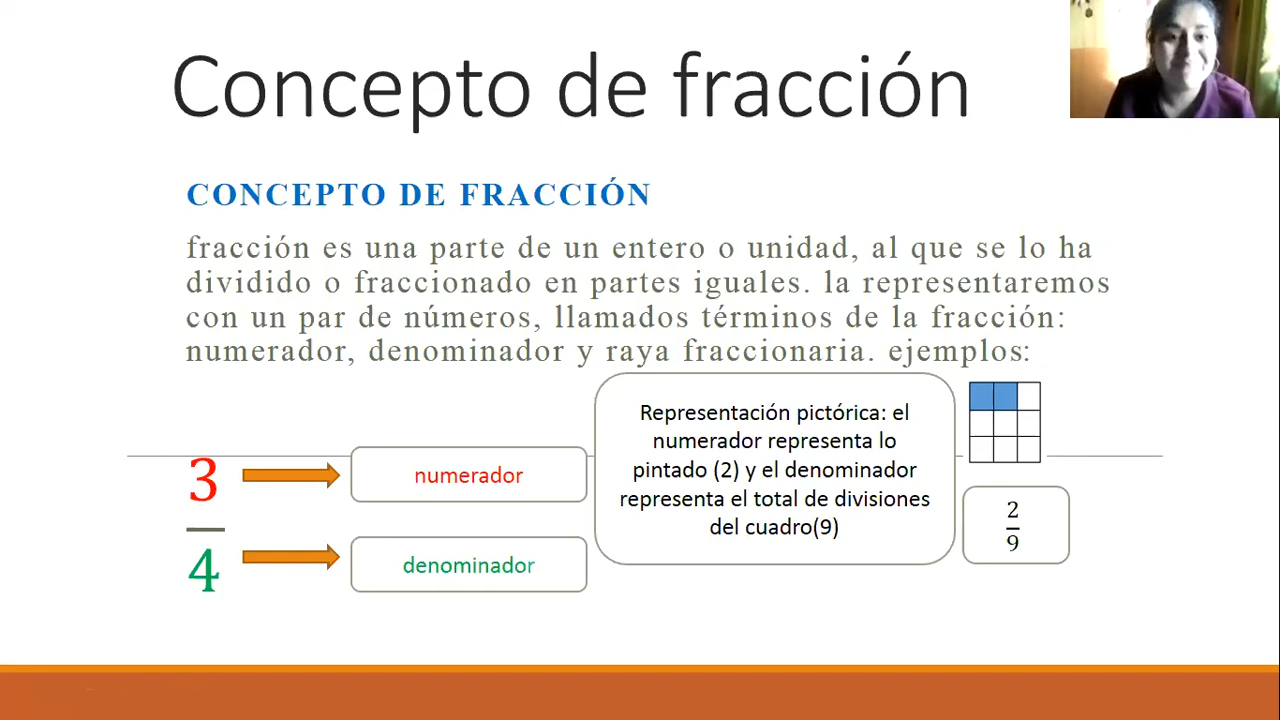 Concepto de fracción
CONCEPTO DE FRACCIÓN
fracción es una parte de un entero o unidad, al que se lo ha
dividido o fraccionado en partes iguales. la representaremos
con un par de números, llamados términos de la fracción:
numerador, denominador y raya fraccionaria. ejemplos:
3
4
numerador
denominador
Representación pictórica: el
numerador representa lo
pintado (2) y el denominador
representa el total de divisiones
del cuadro(9)
2
9